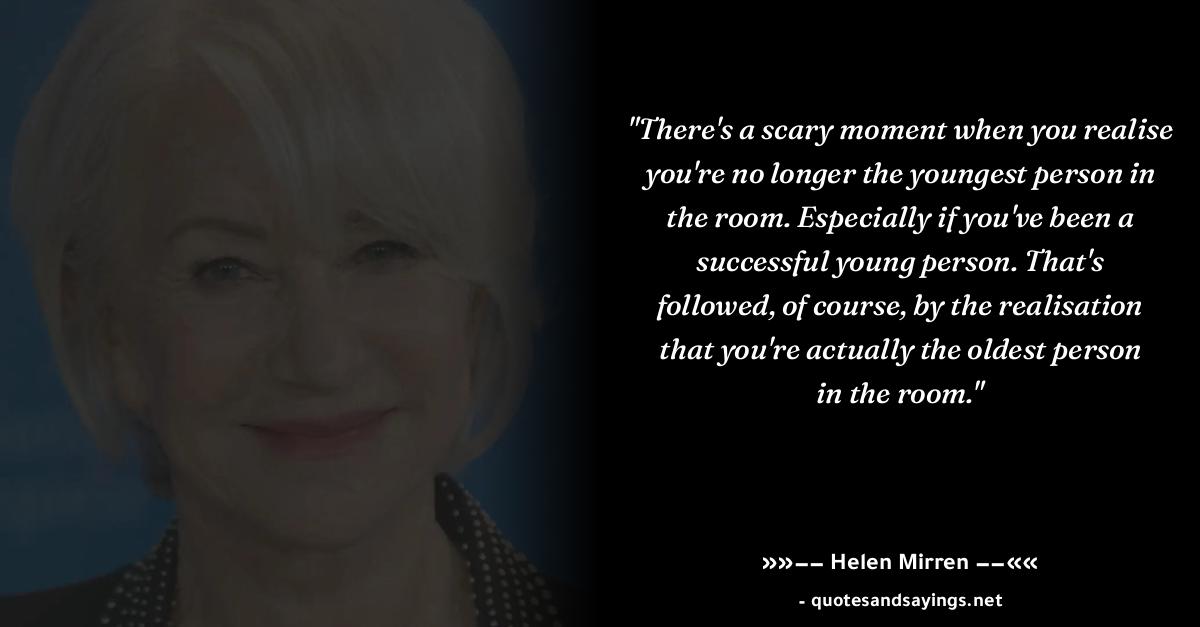 "There's a scary moment when you realise
you're no longer the youngest person in
the room. Especially if you've been a
successful young person. That's
followed, of course, by the realisation
that you're actually the oldest person
in the room."
»»–– Helen Mirren ––««
- quotesandsayings.net